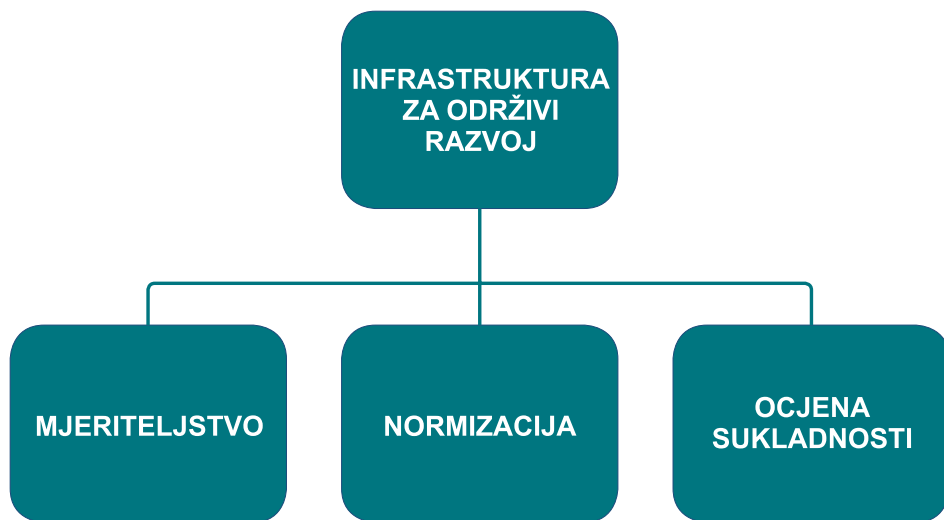 INFRASTRUKTURA
ZA ODRŽIVI
RAZVOJ
MJERITELJSTVO
NORMIZACIJA
OCJENA
SUKLADNOSTI